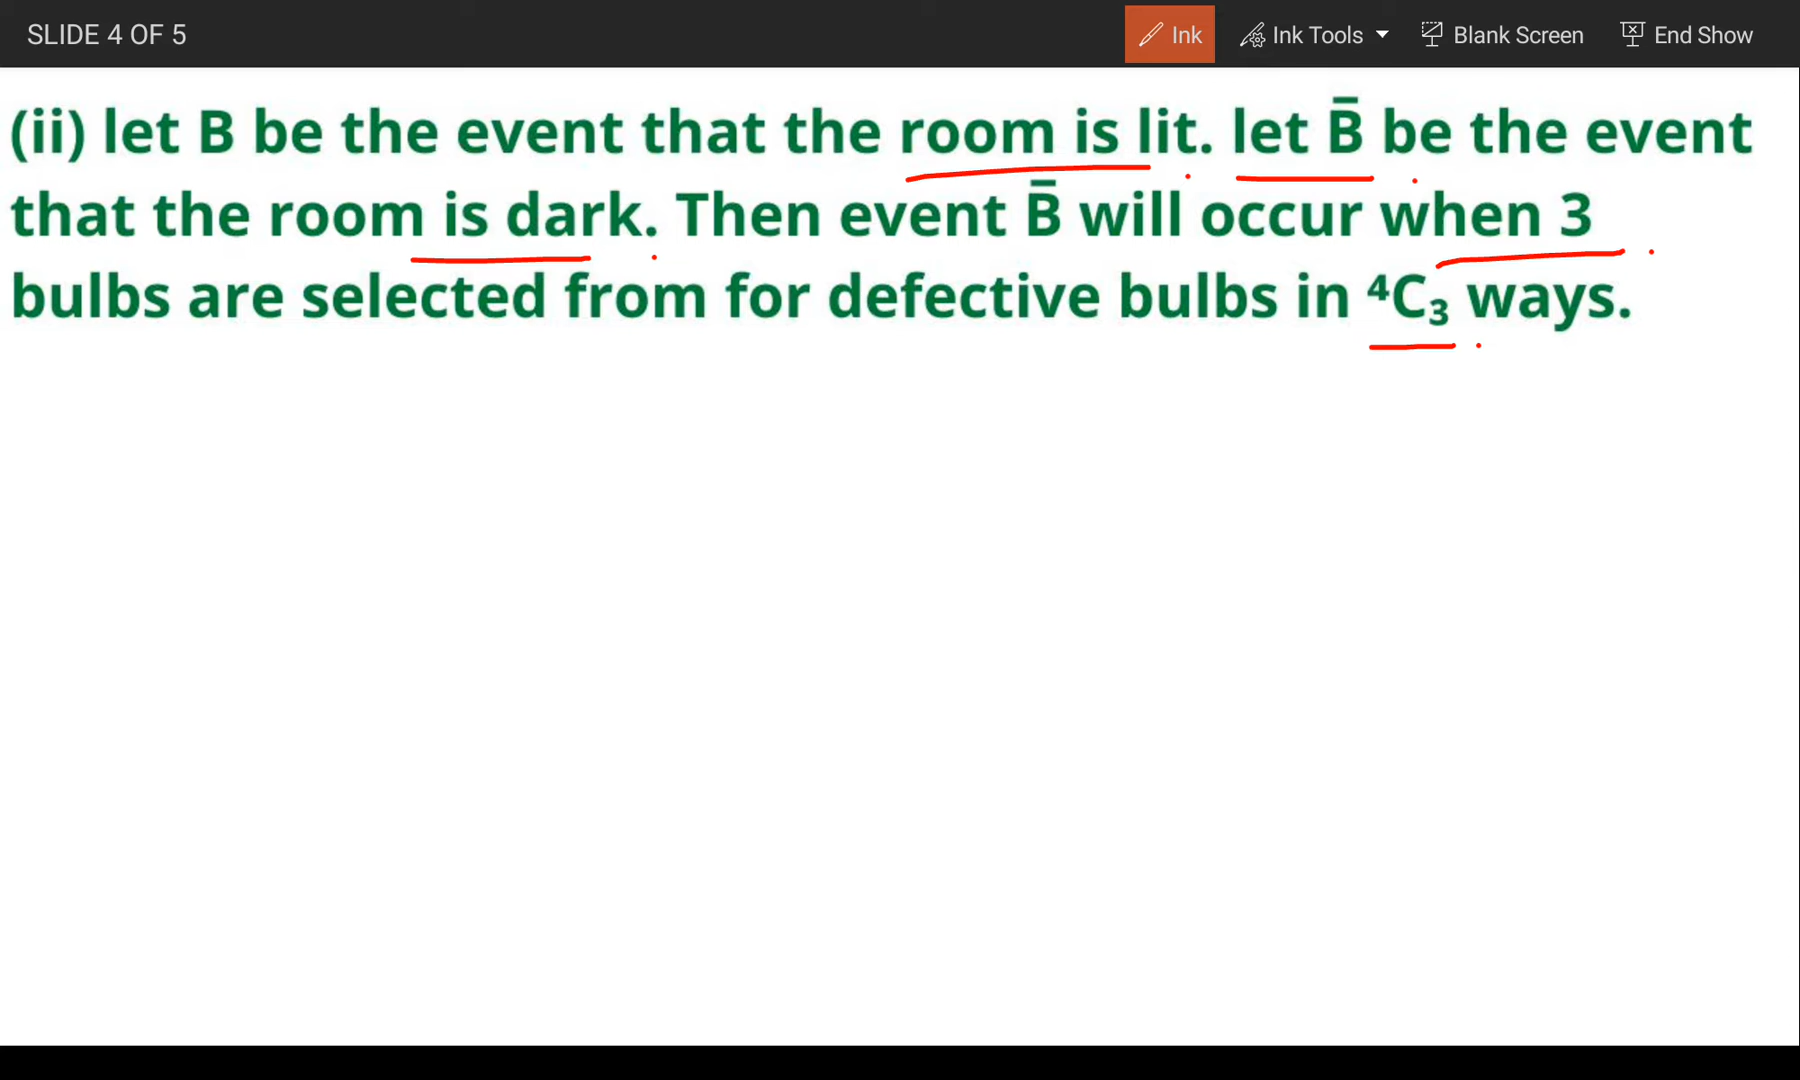 SLIDE 4 OF 5
Ink
Ink Tools
Blank Screen
End Show
(ii) let B be the event that the room is lit. let B̄ be the event
that the room is dark. Then event B̄ will occur when 3
bulbs are selected from for defective bulbs in ⁴C₃ ways.